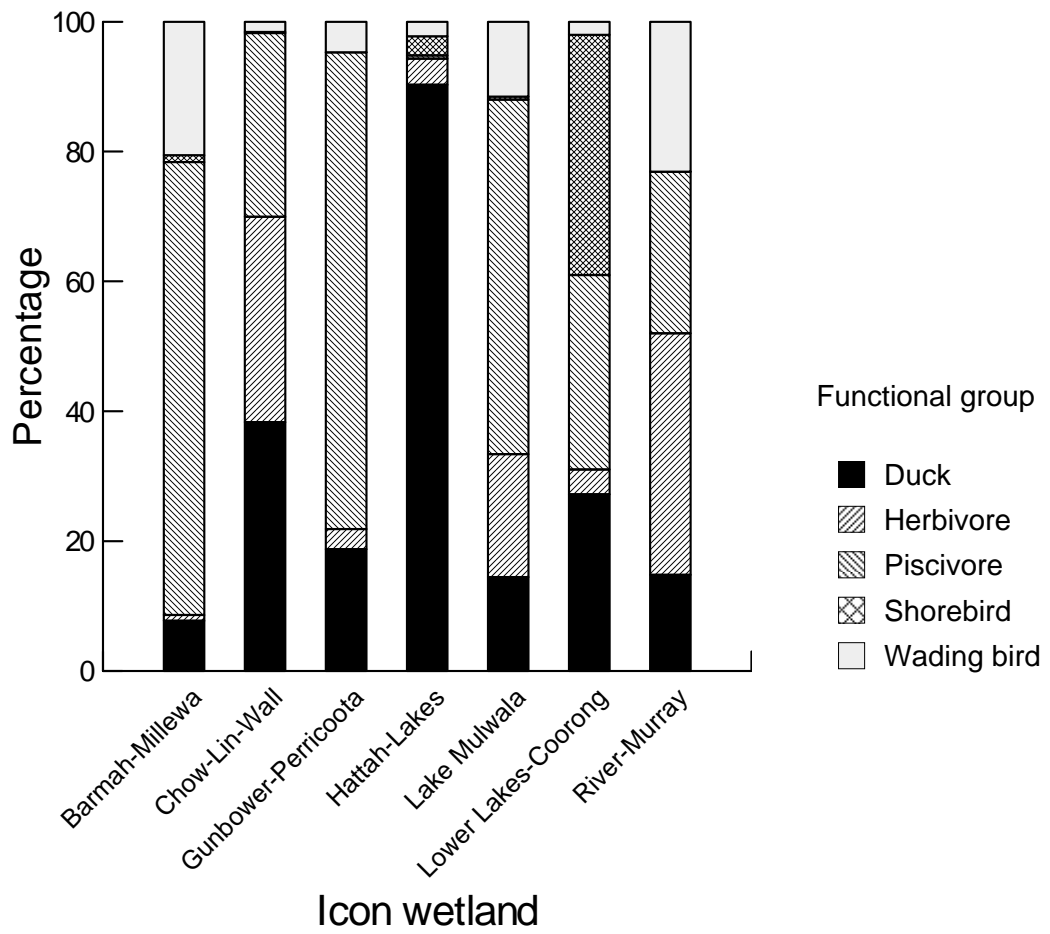 100
80
60
40
20
0
Percentage
Barmah-Millewa
Chow-Lin-Wall
Gunbower-Perricoota
Hattah-Lakes
Lake Mulwala
Lower Lakes-Coorong
River-Murray
Icon wetland
Functional group
Duck
Herbivore
Piscivore
Shorebird
Wading bird